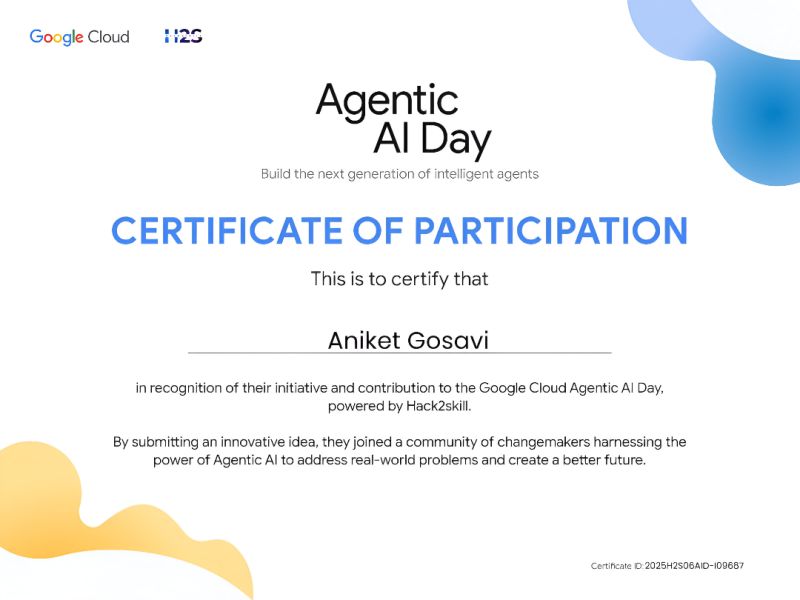 Google Cloud H2S
Agentic
AI Day
Build the next generation of intelligent agents
CERTIFICATE OF PARTICIPATION
This is to certify that
Aniket Gosavi
in recognition of their initiative and contribution to the Google Cloud Agentic AI Day,
powered by Hack2skill.
By submitting an innovative idea, they joined a community of changemakers harnessing the
power of Agentic AI to address real-world problems and create a better future.
Certificate ID: 2025H2S06AID-I09687